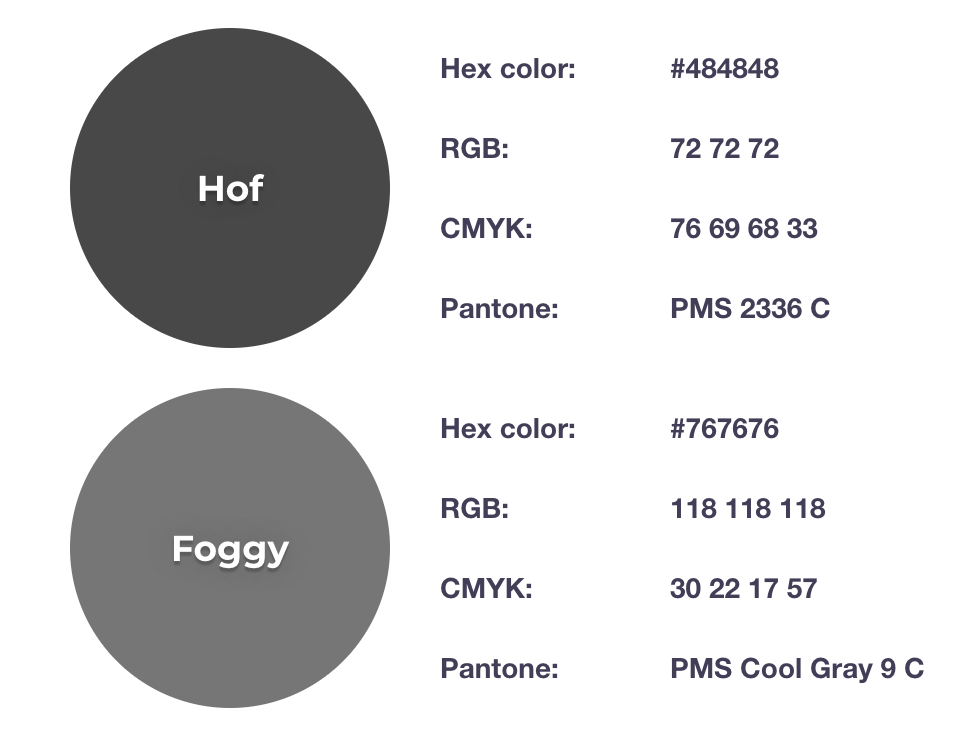 Hof
Hex color: #484848
RGB: 72 72 72
CMYK: 76 69 68 33
Pantone: PMS 2336 C
Foggy
Hex color: #767676
RGB: 118 118 118
CMYK: 30 22 17 57
Pantone: PMS Cool Gray 9 C